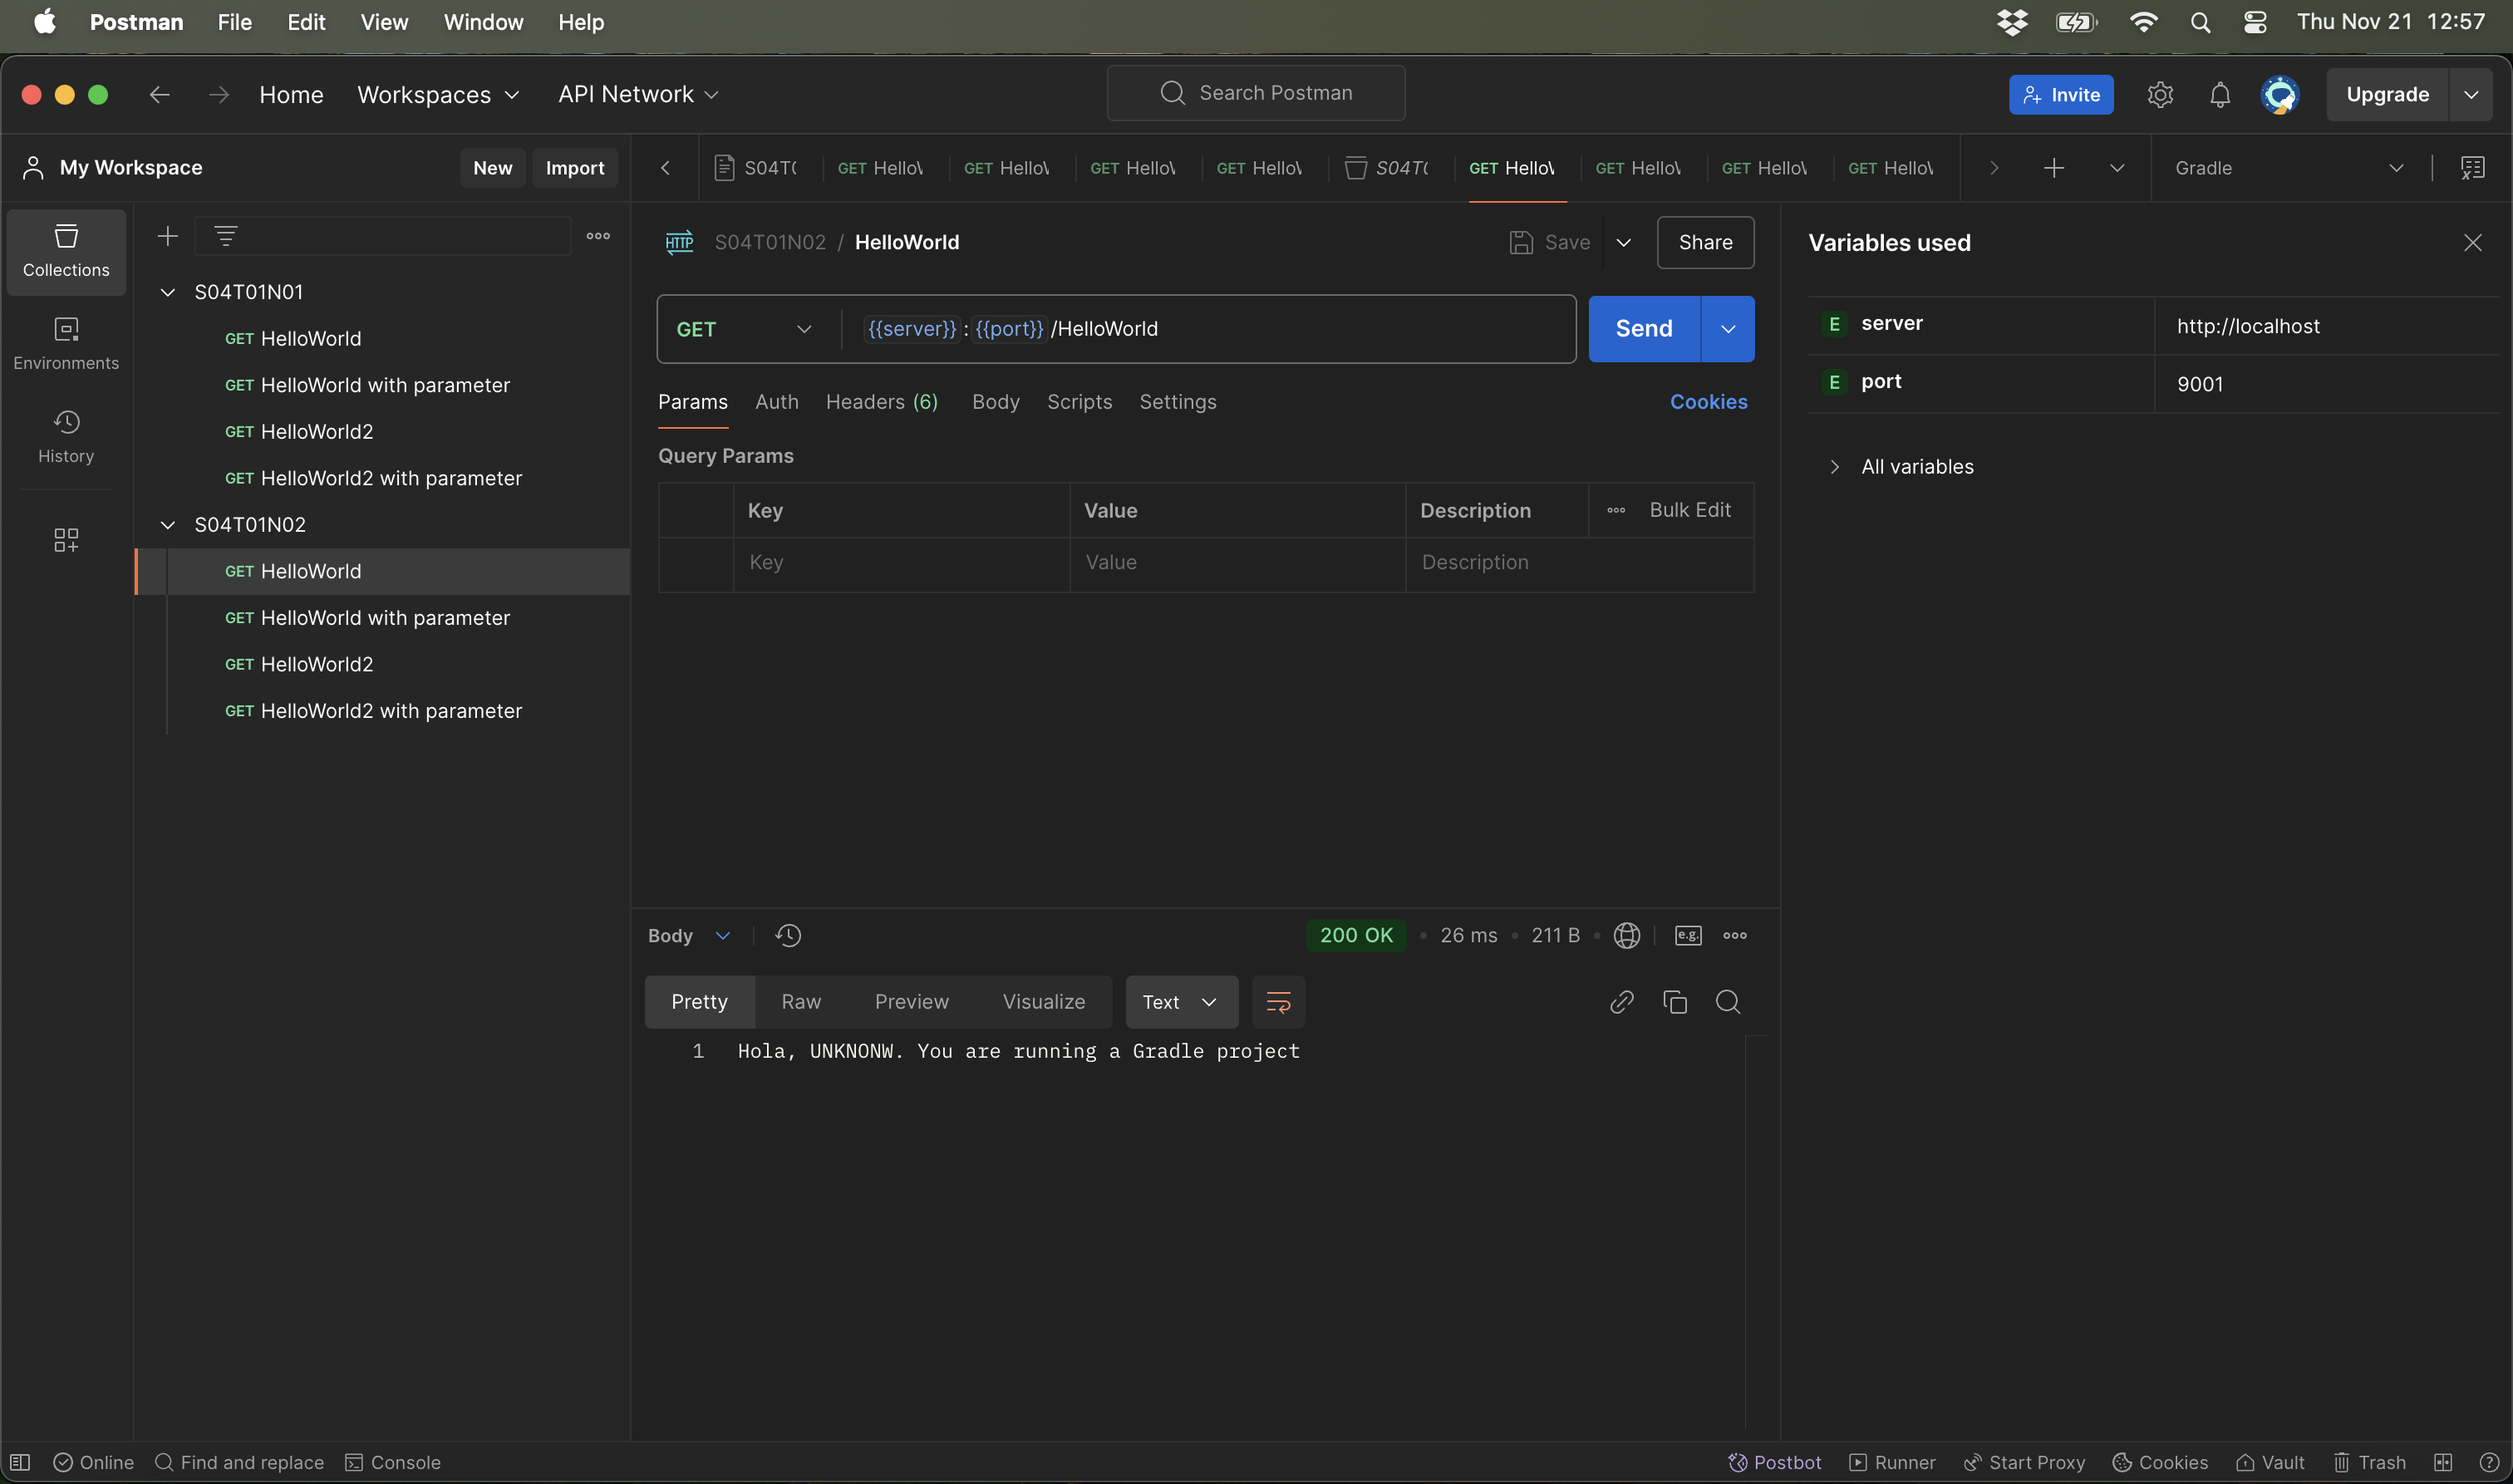 Postman File Edit View Window Help Thu Nov 21 12:57
Home Workspaces API Network Search Postman Invite Upgrade
My Workspace New Import
S04T0 GET Hello GET Hello GET Hello GET Hello S04T0 GET Hello GET Hello GET Hello GET Hello Gradle
Collections
Environments
History
S04T01N01
GET HelloWorld
GET HelloWorld with parameter
GET HelloWorld2
GET HelloWorld2 with parameter
S04T01N02
GET HelloWorld
GET HelloWorld with parameter
GET HelloWorld2
GET HelloWorld2 with parameter
HTTP S04T01N02 / HelloWorld Save Share
GET {{server}}:{{port}}/HelloWorld Send
Params Auth Headers (6) Body Scripts Settings Cookies
Query Params
Key Value Description Bulk Edit
Key Value Description
Body 200 OK 26 ms 211 B e.g.
Pretty Raw Preview Visualize Text
1 Hola, UNKNONW. You are running a Gradle project
Variables used
E server http://localhost
E port 9001
All variables
Online Find and replace Console Postbot Runner Start Proxy Cookies Vault Trash